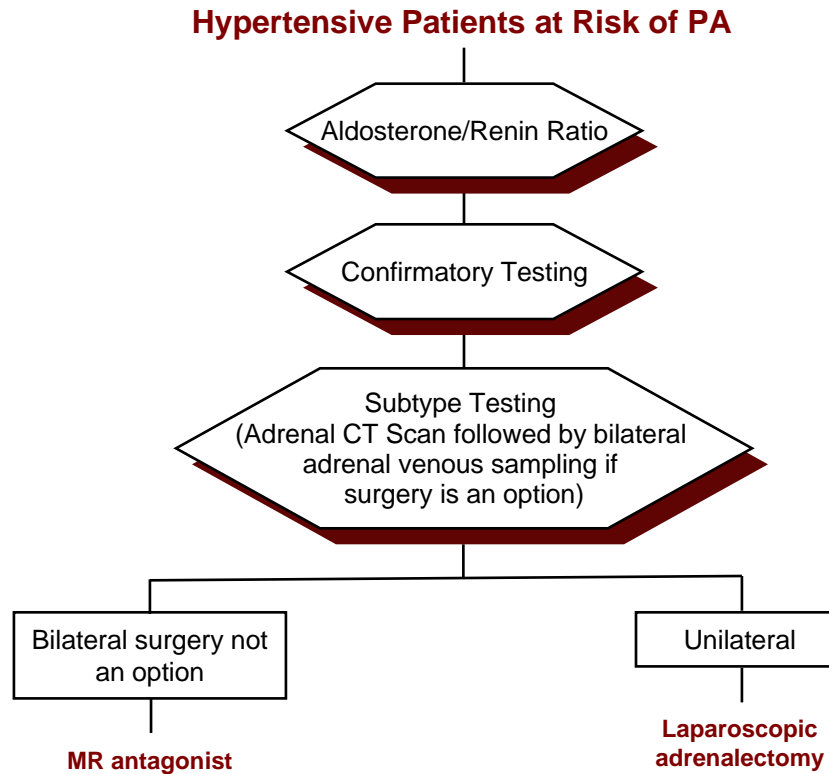 Hypertensive Patients at Risk of PA
Aldosterone/Renin Ratio
Confirmatory Testing
Subtype Testing
(Adrenal CT Scan followed by bilateral
adrenal venous sampling if
surgery is an option)
Bilateral surgery not
an option
MR antagonist
Unilateral
Laparoscopic
adrenalectomy